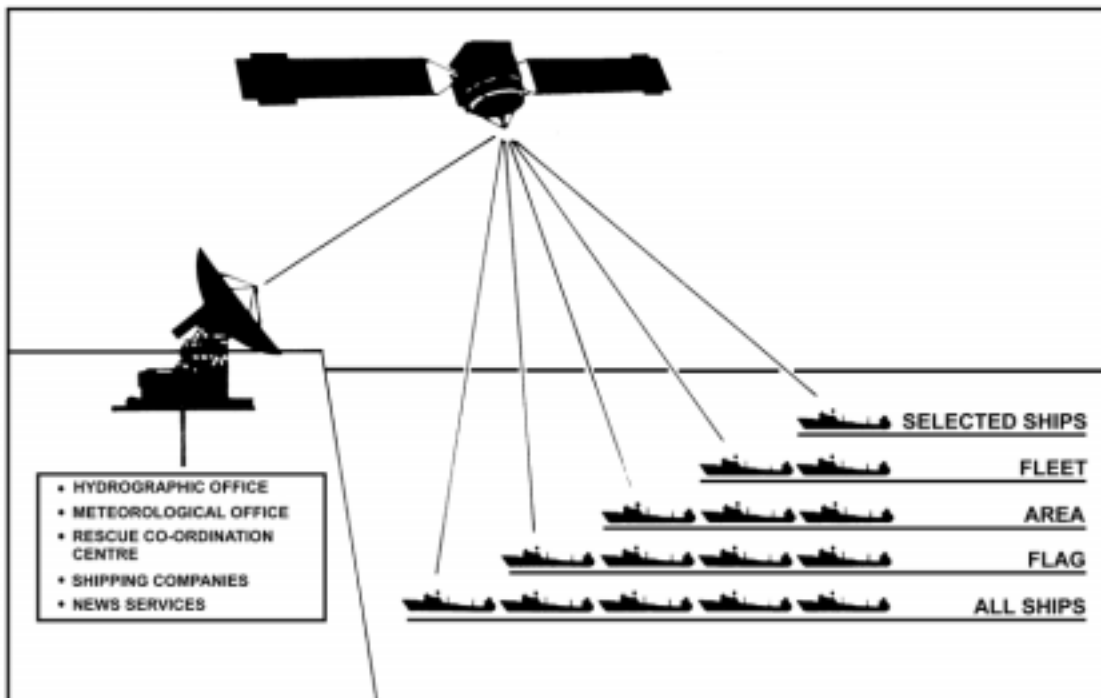 SELECTED SHIPS
FLEET
AREA
FLAG
ALL SHIPS
• HYDROGRAPHIC OFFICE
• METEOROLOGICAL OFFICE
• RESCUE CO-ORDINATION
CENTRE
• SHIPPING COMPANIES
• NEWS SERVICES